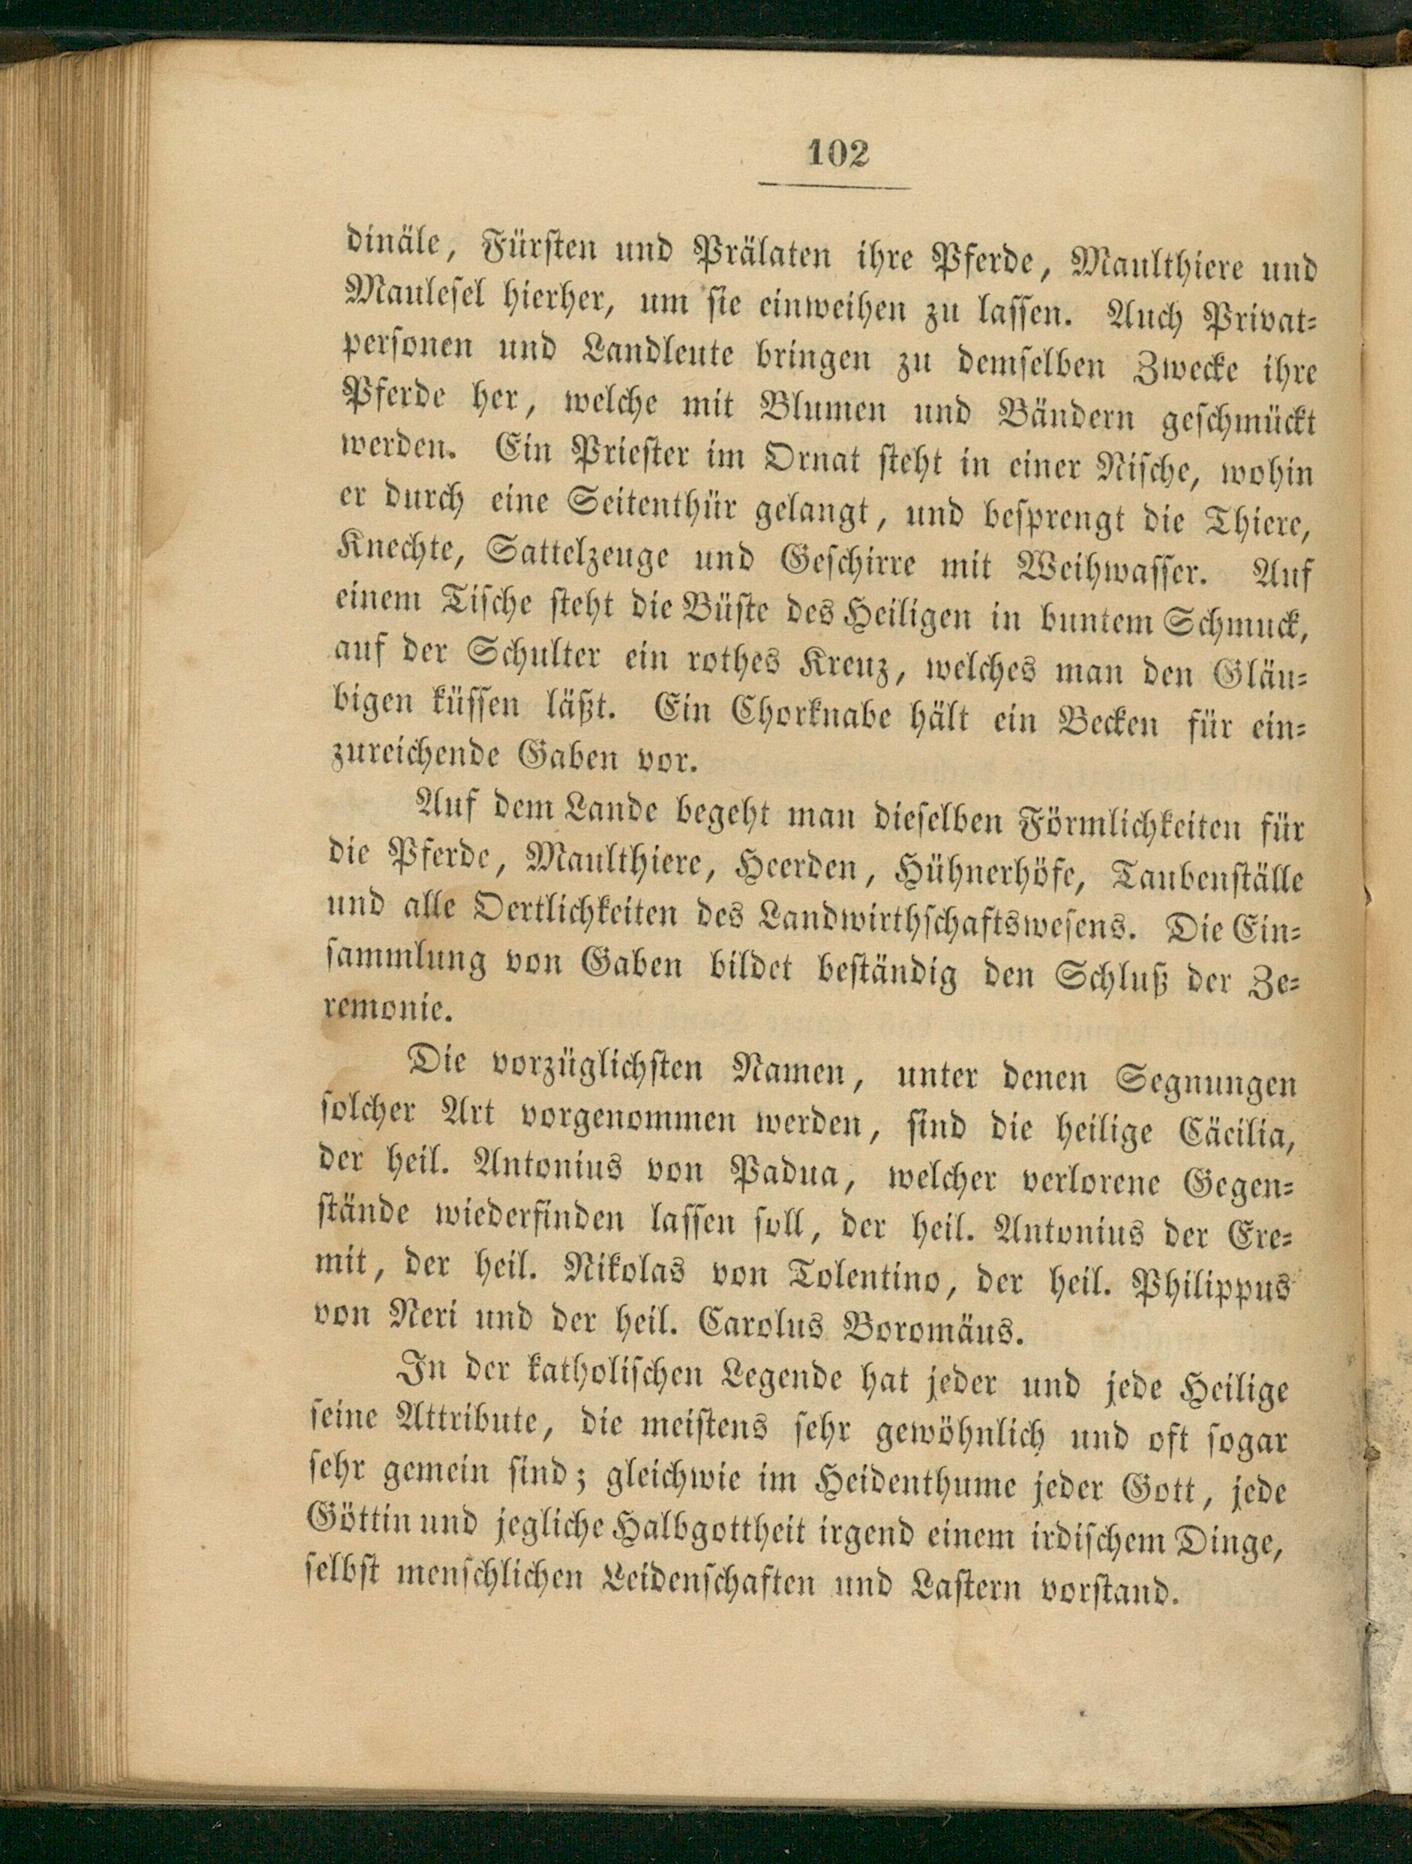 102
dinäle, Fürsten und Prälaten ihre Pferde, Maulthiere und
Maulesel hierher, um sie einweihen zu lassen. Auch Privat-
personen und Landleute bringen zu demselben Zwecke ihre
Pferde her, welche mit Blumen und Bändern geschmückt
werden. Ein Priester im Ornat steht in einer Nische, wohin
er durch eine Seitenthür gelangt, und besprengt die Thiere,
Knechte, Sattelzeuge und Geschirre mit Weihwasser. Auf
einem Tische steht die Büste des Heiligen in buntem Schmuck,
auf der Schulter ein rothes Kreuz, welches man den Gläu-
bigen küssen läßt. Ein Chorknabe hält ein Becken für ein-
zureichende Gaben vor.
Auf dem Lande begeht man dieselben Förmlichkeiten für
die Pferde, Maulthiere, Heerden, Hühnerhöfe, Taubenställe
und alle Oertlichkeiten des Landwirthschaftswesens. Die Ein-
sammlung von Gaben bildet beständig den Schluß der Ze-
remonie.
Die vorzüglichsten Namen, unter denen Segnungen
solcher Art vorgenommen werden, sind die heilige Cäcilia,
der heil. Antonius von Padua, welcher verlorene Gegen-
stände wiederfinden lassen soll, der heil. Antonius der Ere-
mit, der heil. Nikolas von Tolentino, der heil. Philippus
von Neri und der heil. Carolus Boromäus.
In der katholischen Legende hat jeder und jede Heilige
seine Attribute, die meistens sehr gewöhnlich und oft sogar
sehr gemein sind; gleichwie im Heidenthume jeder Gott, jede
Göttin und jegliche Halbgottheit irgend einem irdischem Dinge,
selbst menschlichen Leidenschaften und Lastern vorstand.